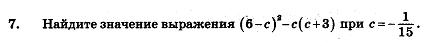 7. Найдите значение выражения (6−c)²−c(c+3) при c=−1/15.